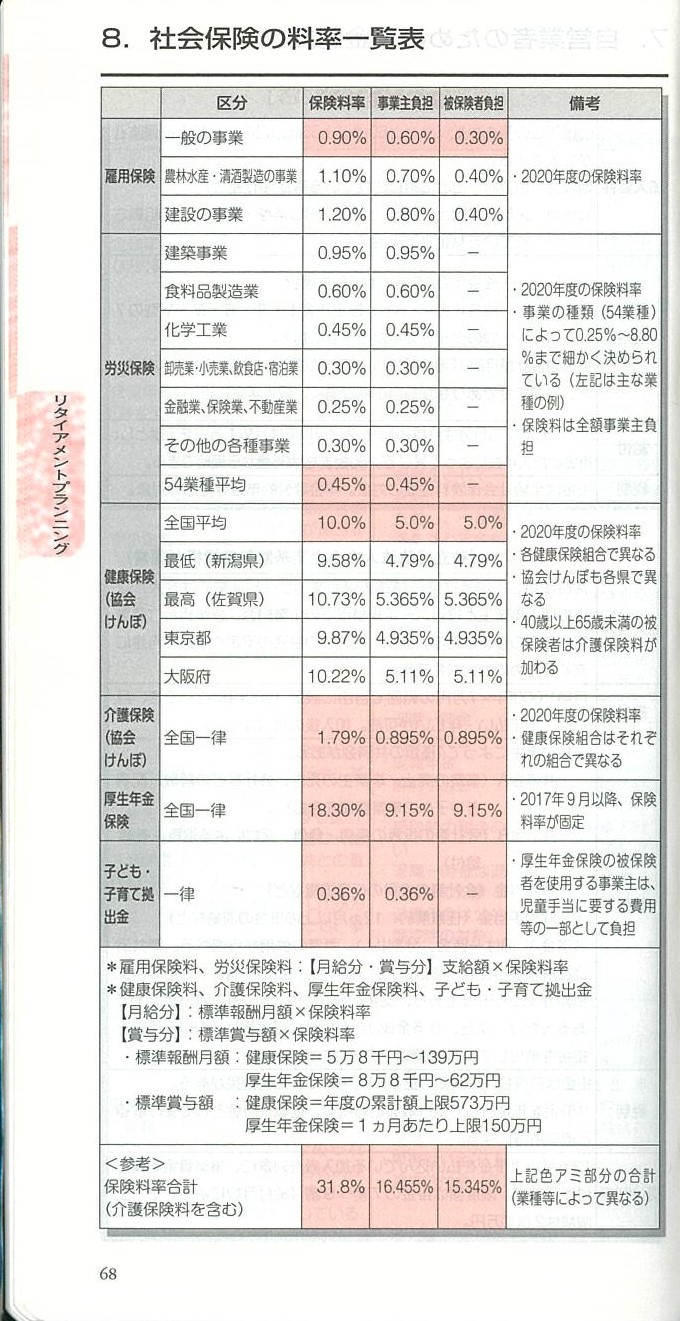 8．社会保険の料率一覧表
区分 保険料率 事業主負担 被保険者負担 備考
雇用保険
一般の事業 0.90% 0.60% 0.30%
農林水産・清酒製造の事業 1.10% 0.70% 0.40%
建設の事業 1.20% 0.80% 0.40%
・2020年度の保険料率
労災保険
建築事業 0.95% 0.95% －
食料品製造業 0.60% 0.60% －
化学工業 0.45% 0.45% －
卸売業・小売業、飲食店・宿泊業 0.30% 0.30% －
金融業、保険業、不動産業 0.25% 0.25% －
その他の各種事業 0.30% 0.30% －
54業種平均 0.45% 0.45% －
・2020年度の保険料率
・事業の種類（54業種）
によって0.25%～8.80
%まで細かく決められ
ている（左記は主な業
種の例）
・保険料は全額事業主負
担
健康保険
（協会
けんぽ）
全国平均 10.0% 5.0% 5.0%
最低（新潟県） 9.58% 4.79% 4.79%
最高（佐賀県） 10.73% 5.365% 5.365%
東京都 9.87% 4.935% 4.935%
大阪府 10.22% 5.11% 5.11%
・2020年度の保険料率
・各健康保険組合で異なる
・協会けんぽも各県で異
なる
・40歳以上65歳未満の被
保険者は介護保険料が
加わる
介護保険
（協会
けんぽ）
全国一律 1.79% 0.895% 0.895%
・2020年度の保険料率
・健康保険組合はそれぞ
れの組合で異なる
厚生年金
保険
全国一律 18.30% 9.15% 9.15%
・2017年9月以降、保険
料率が固定
子ども・
子育て拠
出金
一律 0.36% 0.36% －
・厚生年金保険の被保険
者を使用する事業主は、
児童手当に要する費用
等の一部として負担
＊雇用保険料、労災保険料：【月給分・賞与分】支給額×保険料率
＊健康保険料、介護保険料、厚生年金保険料、子ども・子育て拠出金
【月給分】：標準報酬月額×保険料率
【賞与分】：標準賞与額×保険料率
・標準報酬月額：健康保険＝5万8千円～139万円
厚生年金保険＝8万8千円～62万円
・標準賞与額　：健康保険＝年度の累計額上限573万円
厚生年金保険＝1ヵ月あたり上限150万円
＜参考＞
保険料率合計
（介護保険料を含む）
31.8% 16.455% 15.345%
上記色アミ部分の合計
（業種等によって異なる）
リタイアメントプランニング
68